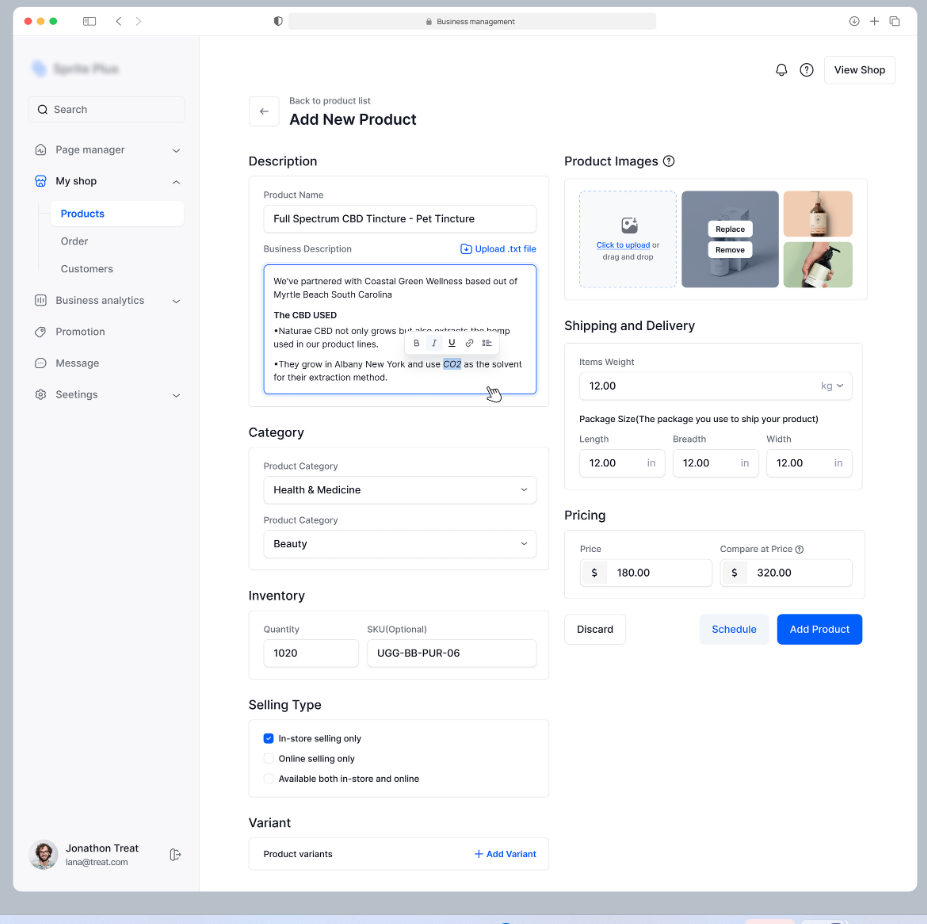 Business management
Sprite Plus
View Shop
Search
Page manager
My shop
Products
Order
Customers
Business analytics
Promotion
Message
Seetings
Jonathon Treat
lana@treat.com
Back to product list
Add New Product
Description
Product Name
Full Spectrum CBD Tincture - Pet Tincture
Business Description
Upload .txt file
We've partnered with Coastal Green Wellness based out of
Myrtle Beach South Carolina
The CBD USED
•Naturae CBD not only grows but also extracts the hemp
used in our product lines.
B I U
•They grow in Albany New York and use CO2 as the solvent
for their extraction method.
Category
Product Category
Health & Medicine
Product Category
Beauty
Inventory
Quantity
SKU(Optional)
1020
UGG-BB-PUR-06
Selling Type
In-store selling only
Online selling only
Available both in-store and online
Variant
Product variants
+ Add Variant
Product Images
Click to upload or
drag and drop
Replace
Remove
Shipping and Delivery
Items Weight
12.00 kg
Package Size(The package you use to ship your product)
Length Breadth Width
12.00 in 12.00 in 12.00 in
Pricing
Price
Compare at Price
$ 180.00
$ 320.00
Discard
Schedule
Add Product